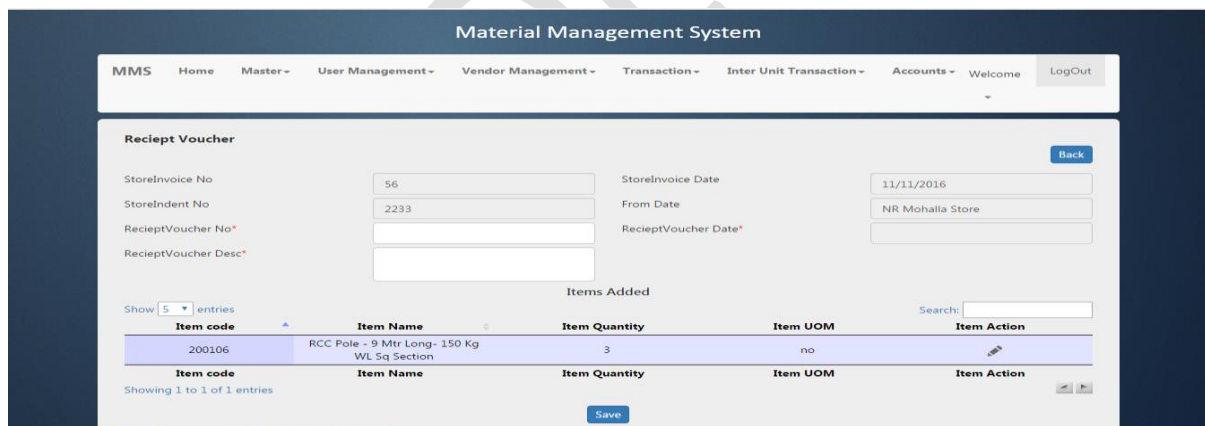 Material Management System
MMS Home Master User Management Vendor Management Transaction Inter Unit Transaction Accounts Welcome LogOut
Reciept Voucher
Back
StoreInvoice No 56 StoreInvoice Date 11/11/2016
StoreIndent No 2233 From Date NR Mohalla Store
RecieptVoucher No* RecieptVoucher Date*
RecieptVoucher Desc*
Items Added
Show 5 entries Search:
Item code Item Name Item Quantity Item UOM Item Action
200106 RCC Pole - 9 Mtr Long- 150 Kg WL Sq Section 3 no
Item code Item Name Item Quantity Item UOM Item Action
Showing 1 to 1 of 1 entries
Save